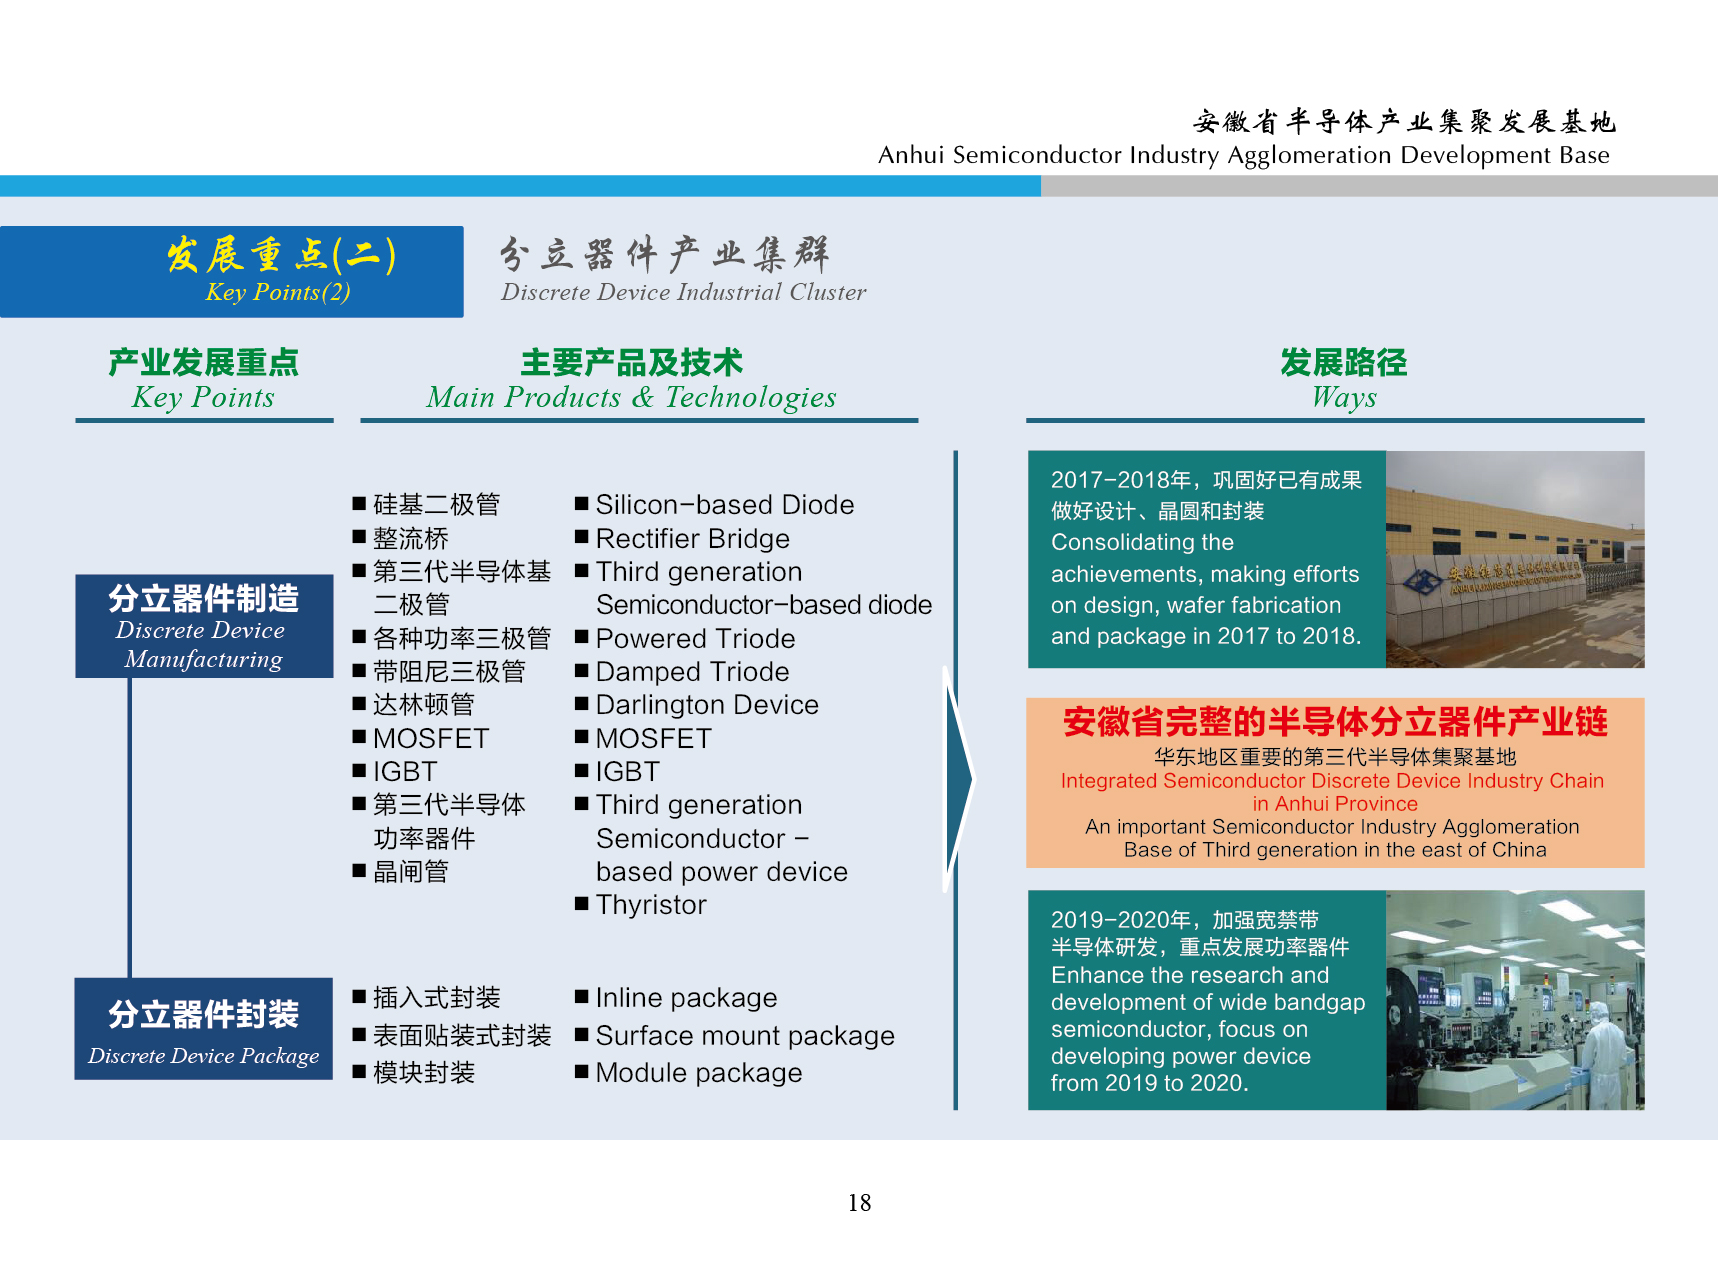 安徽省半导体产业集聚发展基地
Anhui Semiconductor Industry Agglomeration Development Base
发展重点(二)
Key Points(2)
分立器件产业集群
Discrete Device Industrial Cluster
产业发展重点
Key Points
主要产品及技术
Main Products & Technologies
发展路径
Ways
分立器件制造
Discrete Device
Manufacturing
■ 硅基二极管
■ 整流桥
■ 第三代半导体基
二极管
■ 各种功率三极管
■ 带阻尼三极管
■ 达林顿管
■ MOSFET
■ IGBT
■ 第三代半导体
功率器件
■ 晶闸管
■ Silicon-based Diode
■ Rectifier Bridge
■ Third generation
Semiconductor-based diode
■ Powered Triode
■ Damped Triode
■ Darlington Device
■ MOSFET
■ IGBT
■ Third generation
Semiconductor -
based power device
■ Thyristor
分立器件封装
Discrete Device Package
■ 插入式封装
■ 表面贴装式封装
■ 模块封装
■ Inline package
■ Surface mount package
■ Module package
2017-2018年，巩固好已有成果
做好设计、晶圆和封装
Consolidating the
achievements, making efforts
on design, wafer fabrication
and package in 2017 to 2018.
安徽省完整的半导体分立器件产业链
华东地区重要的第三代半导体集聚基地
Integrated Semiconductor Discrete Device Industry Chain
in Anhui Province
An important Semiconductor Industry Agglomeration
Base of Third generation in the east of China
2019-2020年，加强宽禁带
半导体研发，重点发展功率器件
Enhance the research and
development of wide bandgap
semiconductor, focus on
developing power device
from 2019 to 2020.
18